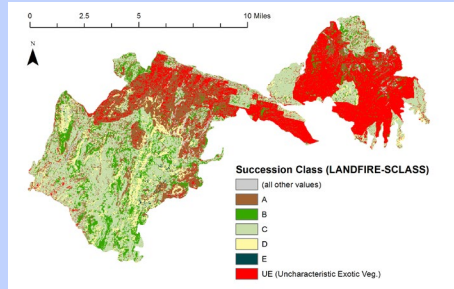 0 2.5 5 10 Miles
N
Succession Class (LANDFIRE-SCLASS)
(all other values)
A
B
C
D
E
UE (Uncharacteristic Exotic Veg.)